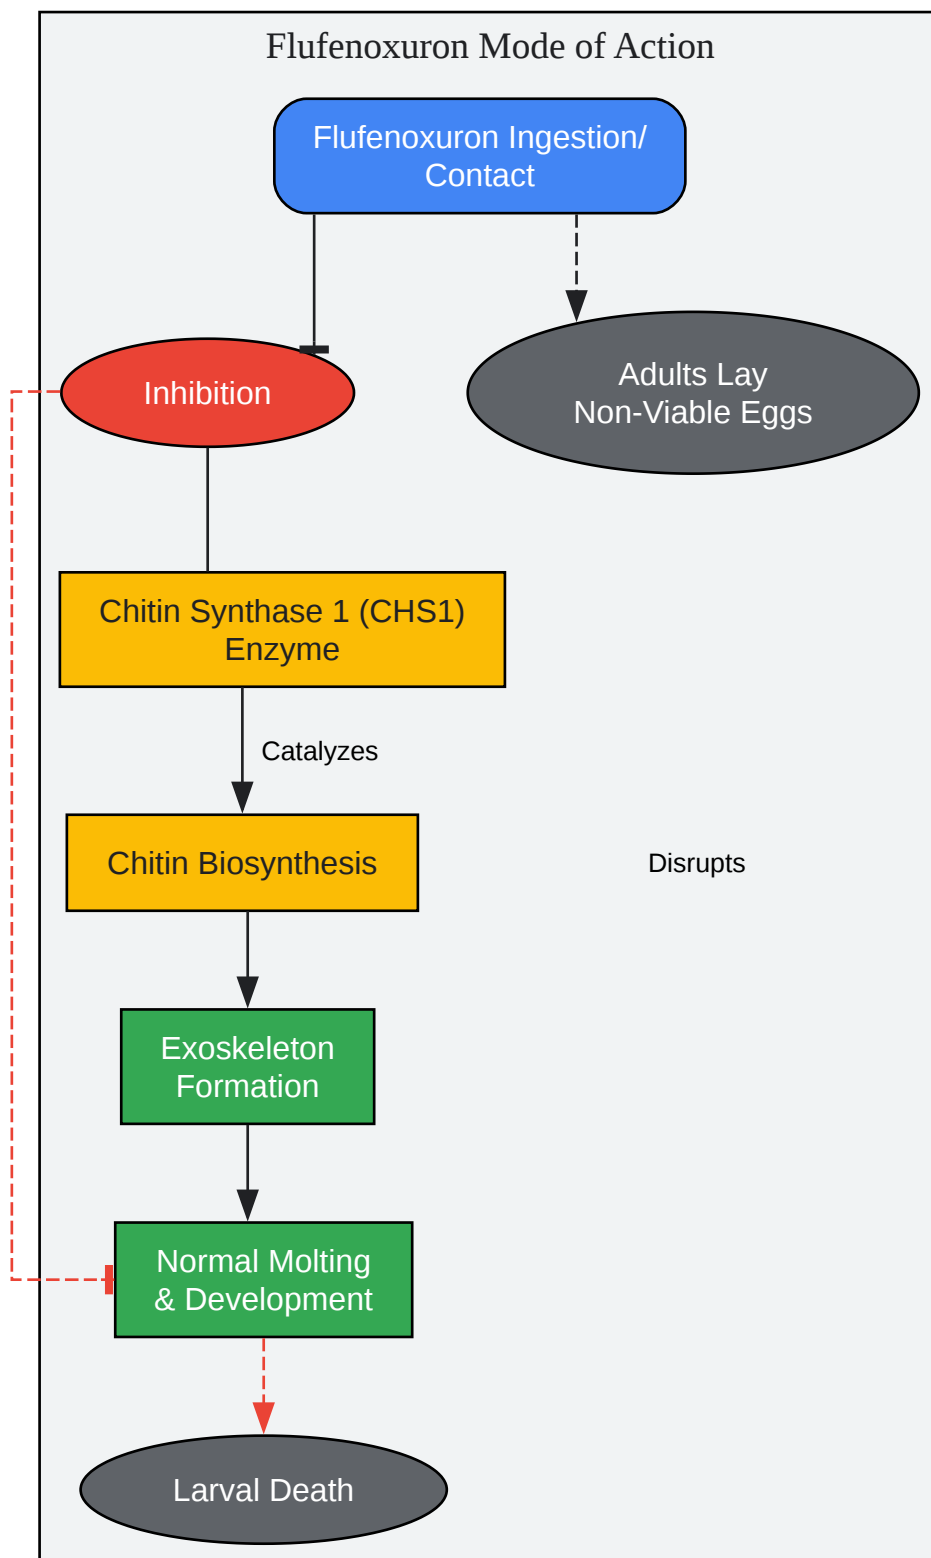 Flufenoxuron Mode of Action
Flufenoxuron Ingestion/
Contact
Inhibition
Adults Lay
Non-Viable Eggs
Chitin Synthase 1 (CHS1)
Enzyme
Catalyzes
Chitin Biosynthesis
Disrupts
Exoskeleton
Formation
Normal Molting
& Development
Larval Death